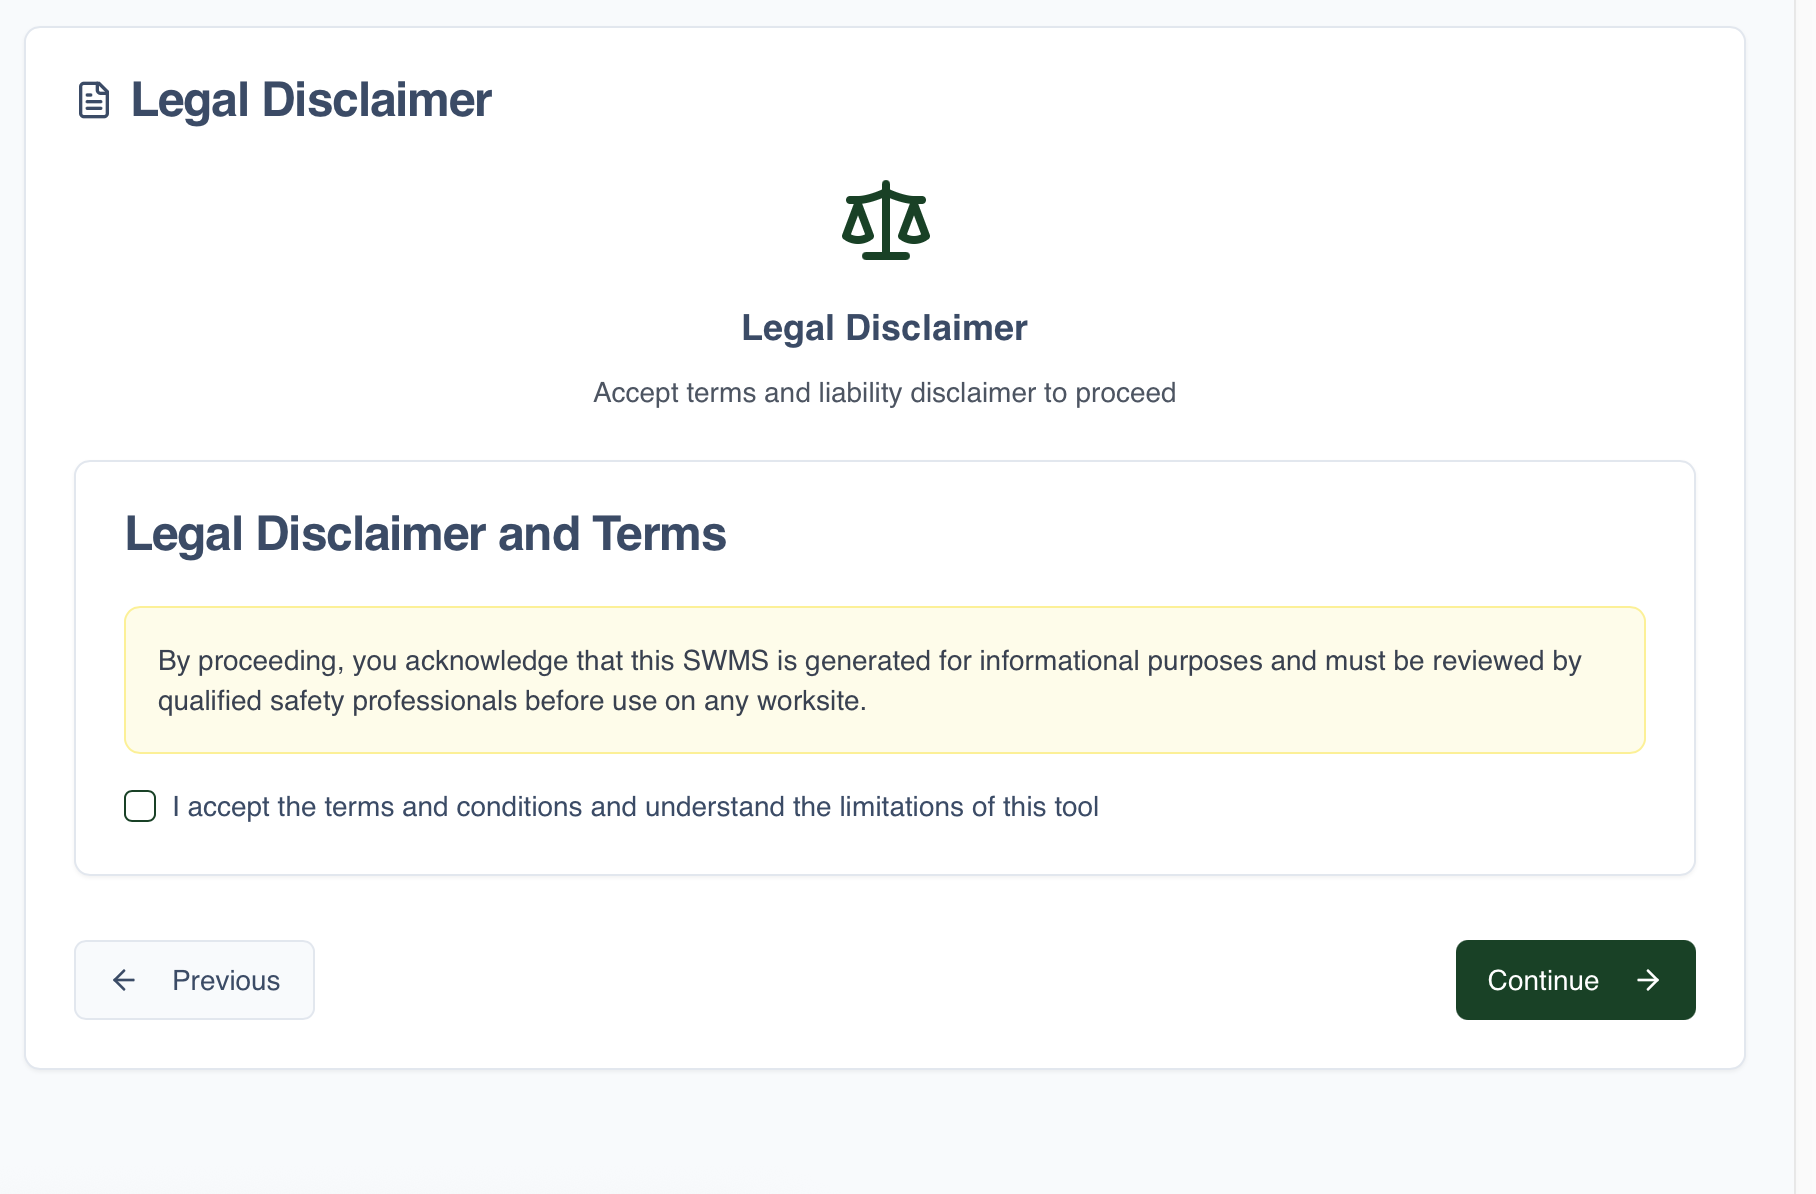 Legal Disclaimer
Legal Disclaimer
Accept terms and liability disclaimer to proceed
Legal Disclaimer and Terms
By proceeding, you acknowledge that this SWMS is generated for informational purposes and must be reviewed by
qualified safety professionals before use on any worksite.
I accept the terms and conditions and understand the limitations of this tool
Previous
Continue